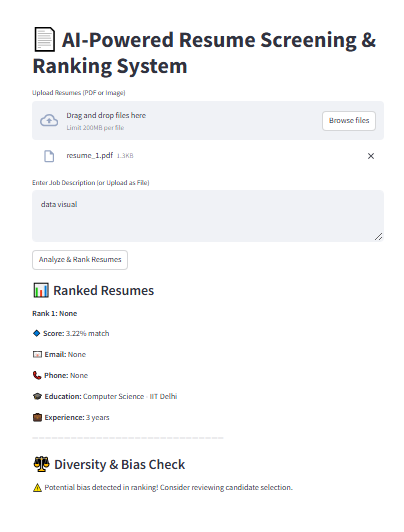 AI-Powered Resume Screening &
Ranking System
Upload Resumes (PDF or Image)
Drag and drop files here
Limit 200MB per file
Browse files
resume_1.pdf 1.3KB
Enter Job Description (or Upload as File)
data visual
Analyze & Rank Resumes
Ranked Resumes
Rank 1: None
Score: 3.22% match
Email: None
Phone: None
Education: Computer Science - IIT Delhi
Experience: 3 years
Diversity & Bias Check
Potential bias detected in ranking! Consider reviewing candidate selection.